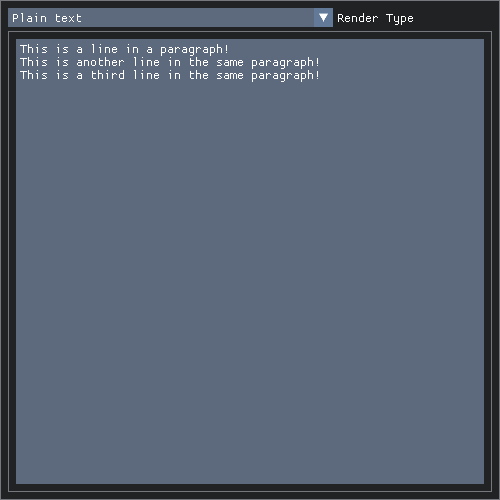 Plain text Render Type
This is a line in a paragraph!
This is another line in the same paragraph!
This is a third line in the same paragraph!